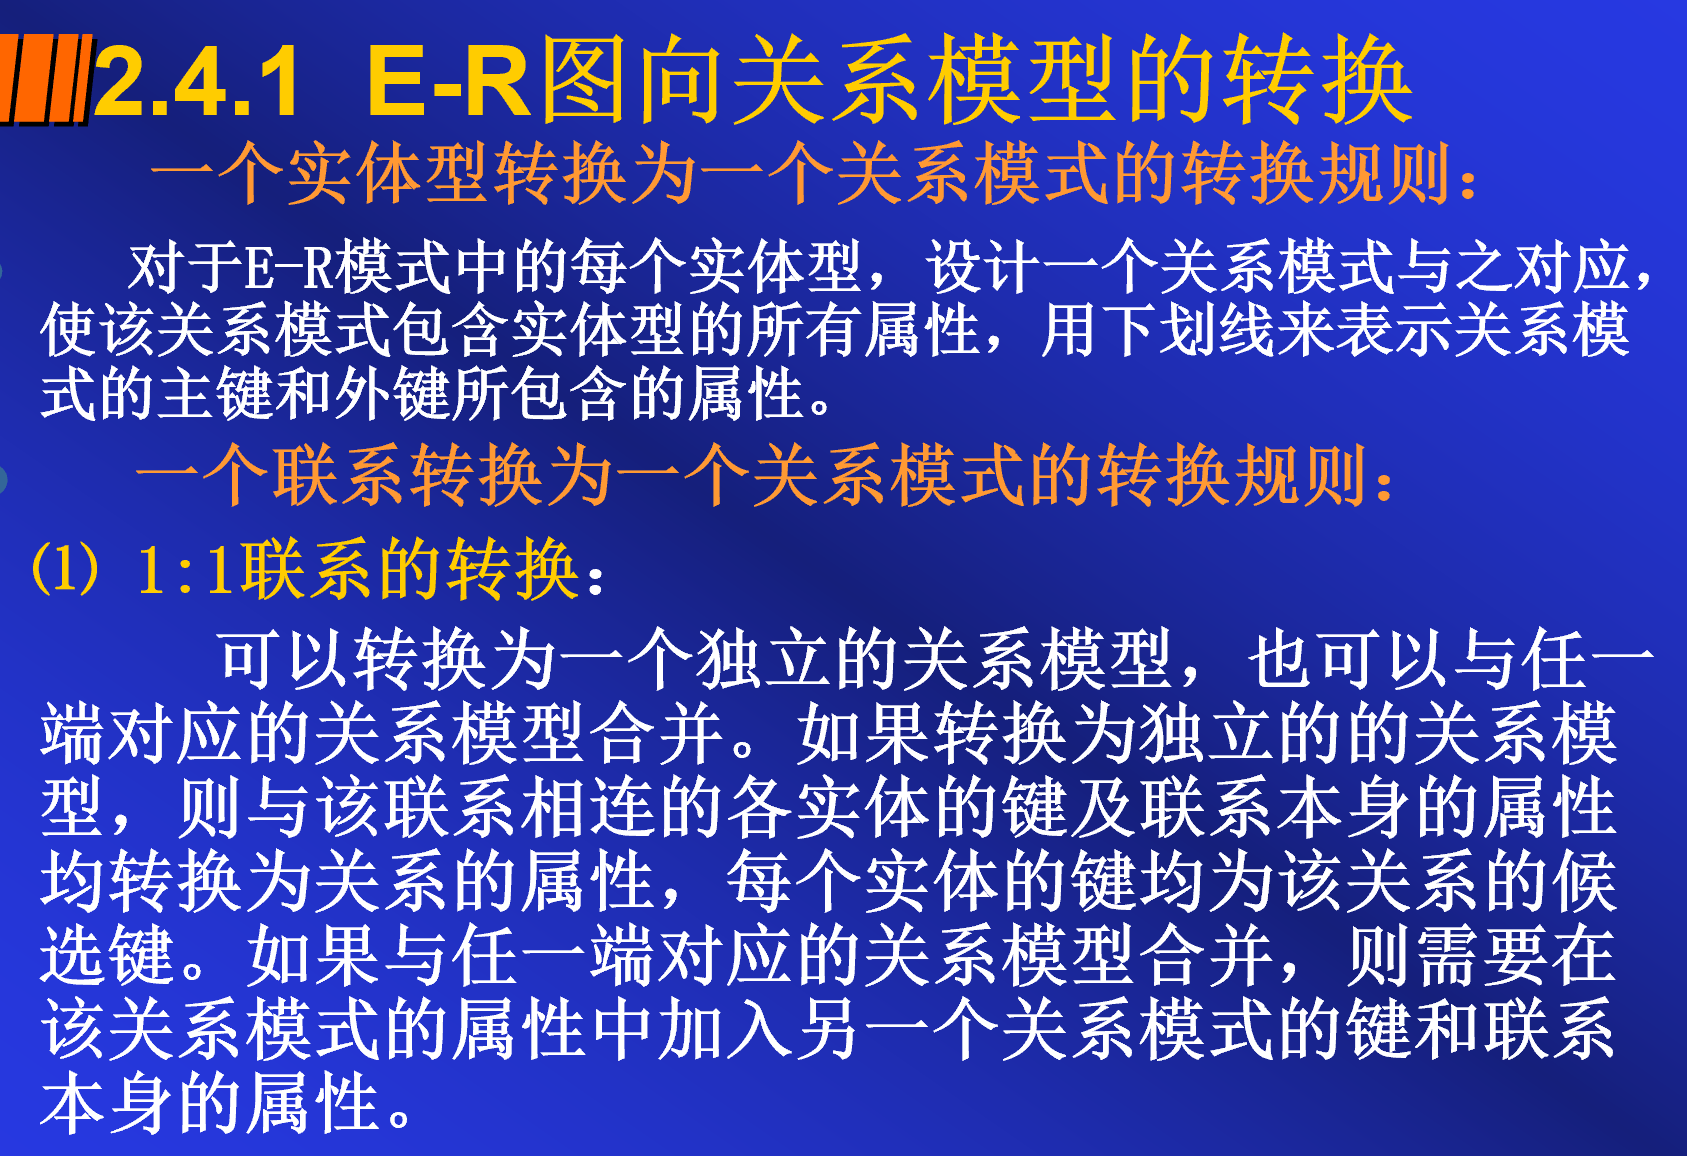 2.4.1 E-R图向关系模型的转换
一个实体型转换为一个关系模式的转换规则：
对于E-R模式中的每个实体型，设计一个关系模式与之对应，
使该关系模式包含实体型的所有属性，用下划线来表示关系模
式的主键和外键所包含的属性。
一个联系转换为一个关系模式的转换规则：
⑴ 1:1联系的转换：
可以转换为一个独立的关系模型，也可以与任一
端对应的关系模型合并。如果转换为独立的的关系模
型，则与该联系相连的各实体的键及联系本身的属性
均转换为关系的属性，每个实体的键均为该关系的候
选键。如果与任一端对应的关系模型合并，则需要在
该关系模式的属性中加入另一个关系模式的键和联系
本身的属性。